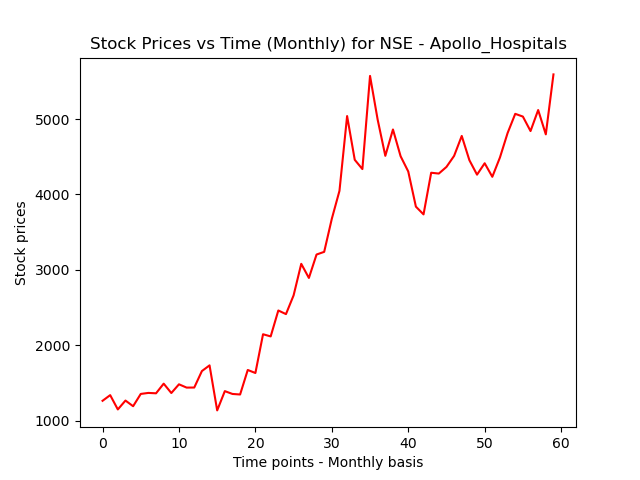 Stock Prices vs Time (Monthly) for NSE - Apollo_Hospitals
Stock prices
5000
4000
3000
2000
1000
0 10 20 30 40 50 60
Time points - Monthly basis